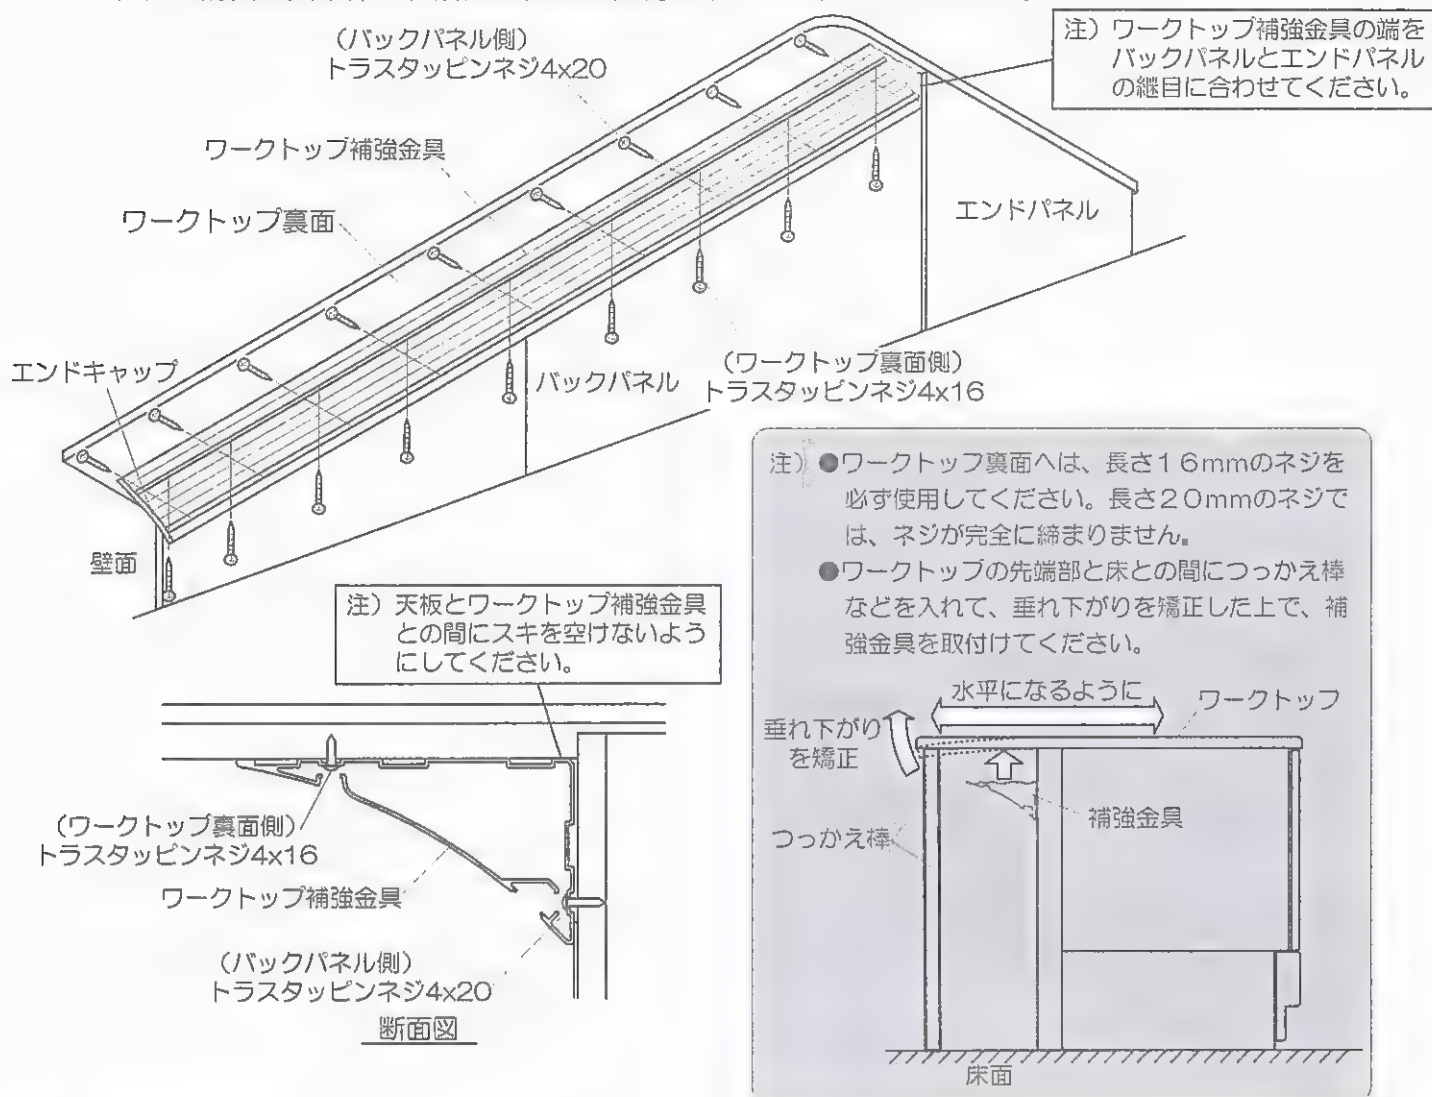 注）ワークトップ補強金具の端を
バックパネルとエンドパネル
の継目に合わせてください。
（バックパネル側）
トラスタッピンネジ4x20
ワークトップ補強金具
ワークトップ裏面
エンドパネル
エンドキャップ
バックパネル
（ワークトップ裏面側）
トラスタッピンネジ4x16
壁面
注）天板とワークトップ補強金具
との間にスキを空けないよう
にしてください。
（ワークトップ裏面側）
トラスタッピンネジ4x16
ワークトップ補強金具
（バックパネル側）
トラスタッピンネジ4x20
断面図
注）●ワークトップ裏面へは、長さ16mmのネジを
必ず使用してください。長さ20mmのネジで
は、ネジが完全に締まりません。
●ワークトップの先端部と床との間につっかえ棒
などを入れて、垂れ下がりを矯正した上で、補
強金具を取付けてください。
水平になるように
ワークトップ
垂れ下がり
を矯正
補強金具
つっかえ棒
床面